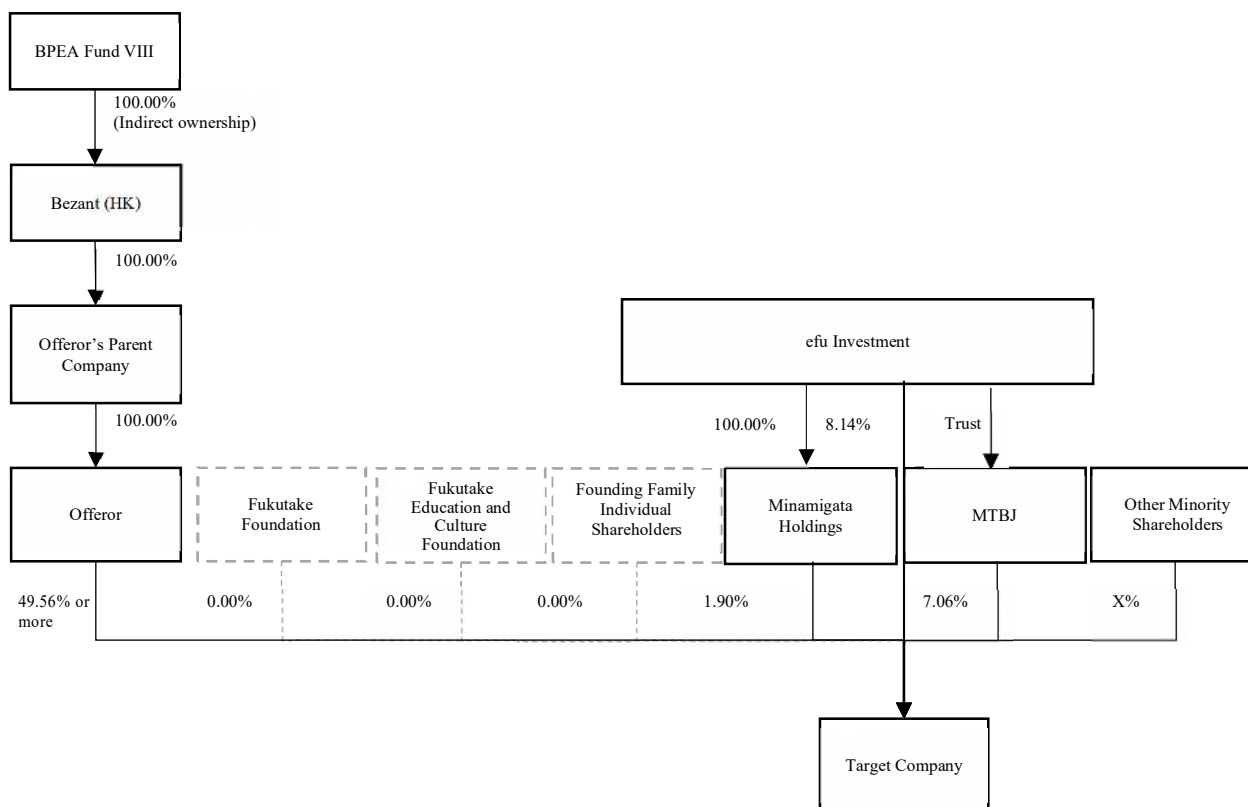 BPEA Fund VIII
100.00%
(Indirect ownership)
Bezant (HK)
100.00%
Offeror’s Parent
Company
efu Investment
100.00%
100.00%
8.14%
Trust
Offeror
Fukutake
Foundation
Fukutake
Education and
Culture
Foundation
Founding Family
Individual
Shareholders
Minamigata
Holdings
MTBJ
Other Minority
Shareholders
49.56% or
more
0.00%
0.00%
0.00%
1.90%
7.06%
X%
Target Company